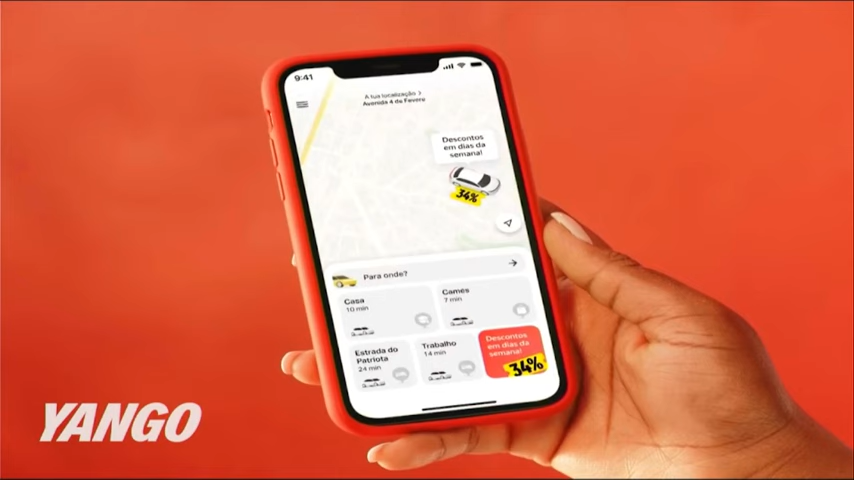 9:41
A tua localização >
Avenida 4 de Fevere
Descontos
em dias da
semana!
34%
Para onde?
Casa
10 min
Camés
7 min
Estrada do
Patriota
24 min
Trabalho
14 min
Descontos
em dias da
semana!
34%
YANGO